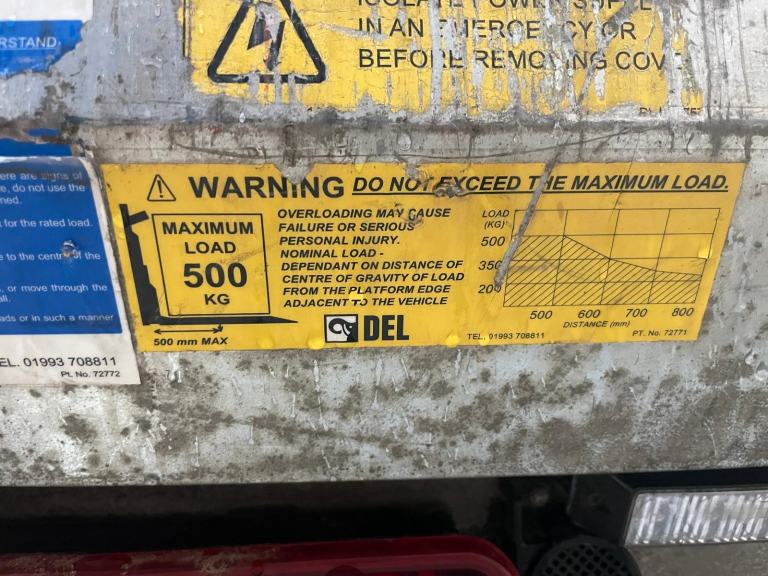 ISOLATE POWER SUPPLY
IN AN EMERGENCY OR
BEFORE REMOVING COV
ERSTAND
ere are signs of
e, do not use the
ned.
for the rated load.
e to the centre of the
, or move through the
all.
ads or in such a manner
EL. 01993 708811
Pt. No. 72772
WARNING DO NOT EXCEED THE MAXIMUM LOAD.
MAXIMUM
LOAD
500
KG
500 mm MAX
OVERLOADING MAY CAUSE
FAILURE OR SERIOUS
PERSONAL INJURY.
NOMINAL LOAD -
DEPENDANT ON DISTANCE OF
CENTRE OF GRAVITY OF LOAD
FROM THE PLATFORM EDGE
ADJACENT TO THE VEHICLE
DEL
LOAD
(KG)
500
350
200
500 600 700 800
DISTANCE (mm)
TEL. 01993 708811
PT. No. 72771